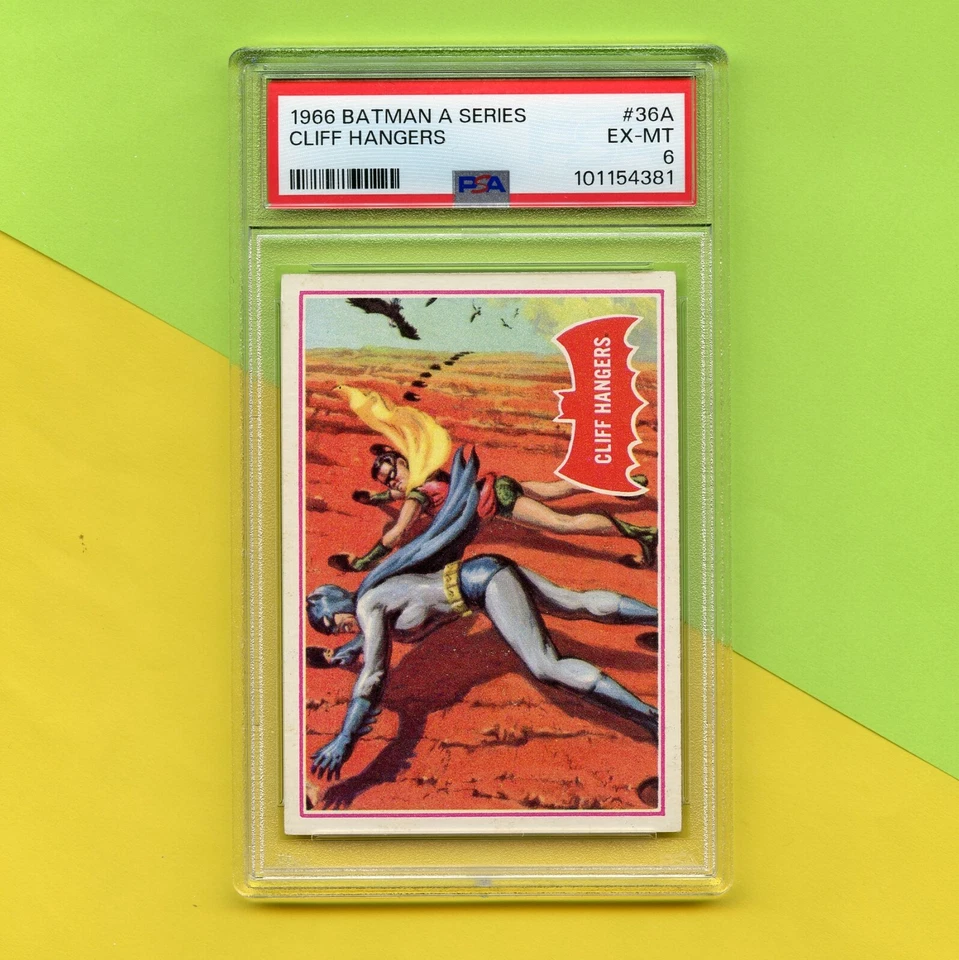 1966 BATMAN A SERIES #36A
CLIFF HANGERS EX-MT
6
PSA 101154381
CLIFF HANGERS